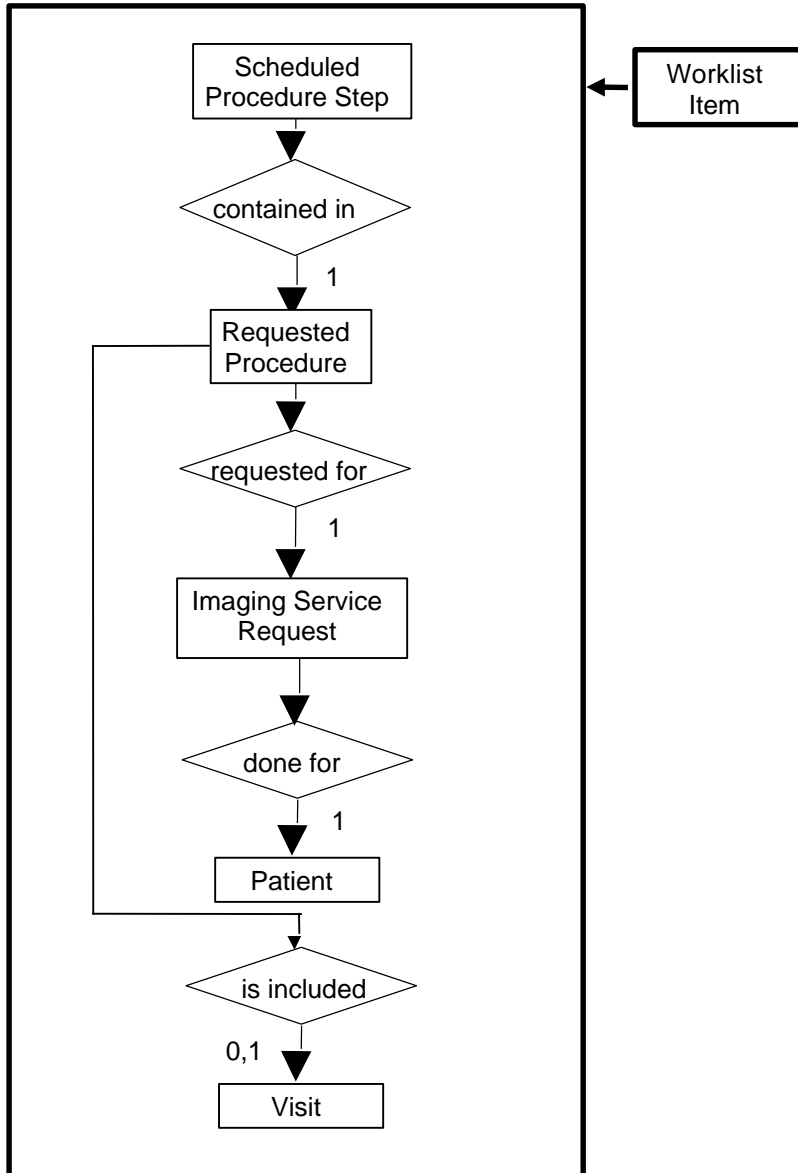 Scheduled
Procedure Step
Worklist
Item
contained in
1
Requested
Procedure
requested for
1
Imaging Service
Request
done for
1
Patient
is included
0,1
Visit